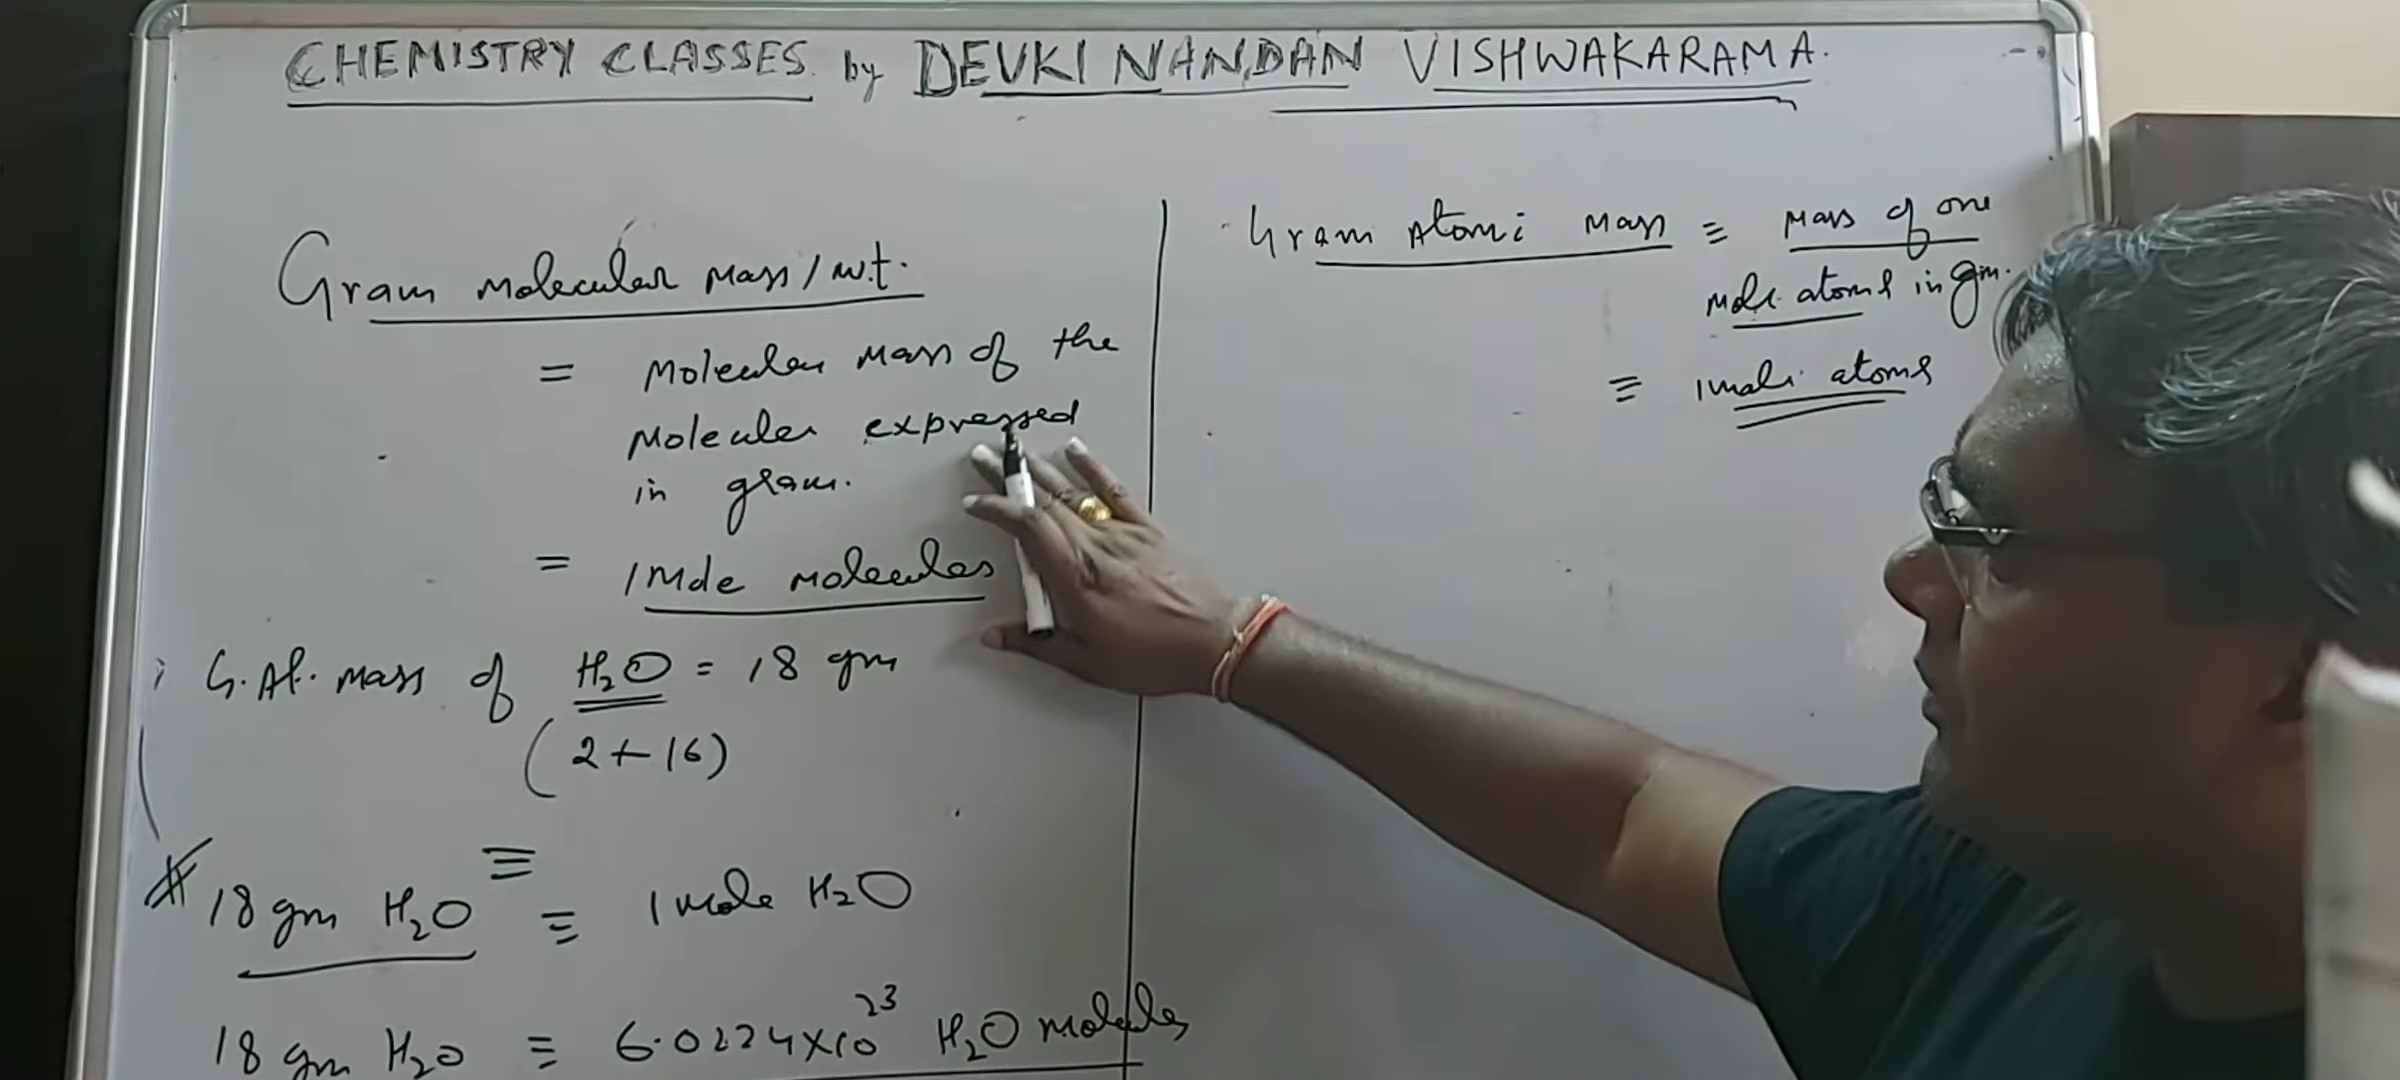 CHEMISTRY CLASSES by DEVKI NANDAN VISHWAKARAMA.
Gram molecular mass/wt.
= Molecular Mass of the
Molecular expressed
in gram.
= 1 Mole molecules
G. At. mass of H₂O = 18 gm
(2+16)
# 18 gm H₂O ≡ 1 mole H₂O
18 gm H₂O ≡ 6.0224×10²³ H₂O molecules
Gram Atomi Mass ≡ Mass of one
mole atoms in gm.
≡ 1 mole atoms